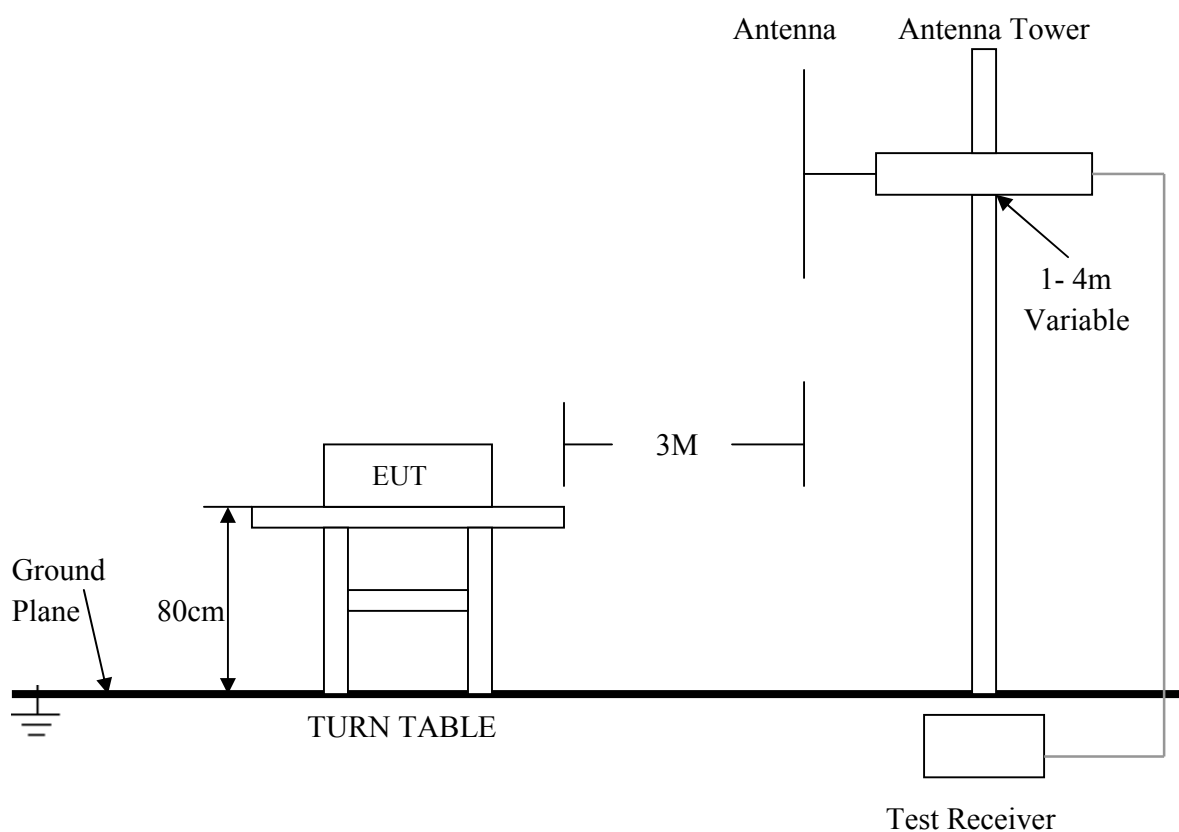 Antenna
Antenna Tower
1- 4m
Variable
3M
EUT
Ground
Plane
80cm
TURN TABLE
Test Receiver